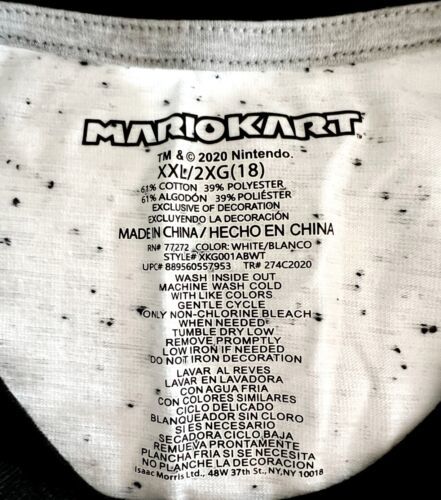 MARIOKART
TM & © 2020 Nintendo.
XXL/2XG(18)
61% COTTON 39% POLYESTER
61% ALGODÓN 39% POLIÉSTER
EXCLUSIVE OF DECORATION
EXCLUYENDO LA DECORACIÓN
MADE IN CHINA / HECHO EN CHINA
RN# 77272 COLOR: WHITE/BLANCO
STYLE# XKG001ABWT
UPC# 889560557953 TR# 274C2020
WASH INSIDE OUT
MACHINE WASH COLD
WITH LIKE COLORS
GENTLE CYCLE
ONLY NON-CHLORINE BLEACH
WHEN NEEDED
TUMBLE DRY LOW
REMOVE PROMPTLY
LOW IRON IF NEEDED
DO NOT IRON DECORATION
LAVAR AL REVES
LAVAR EN LAVADORA
CON AGUA FRIA
CON COLORES SIMILARES
CICLO DELICADO
BLANQUEADOR SIN CLORO
SI ES NECESARIO
SECADORA CICLO BAJA
REMUEVA PRONTAMENTE
PLANCHA FRIA SI SE NECESITA
NO PLANCHE LA DECORACION
Isaac Morris Ltd., 48W 37th St., NY,NY 10018